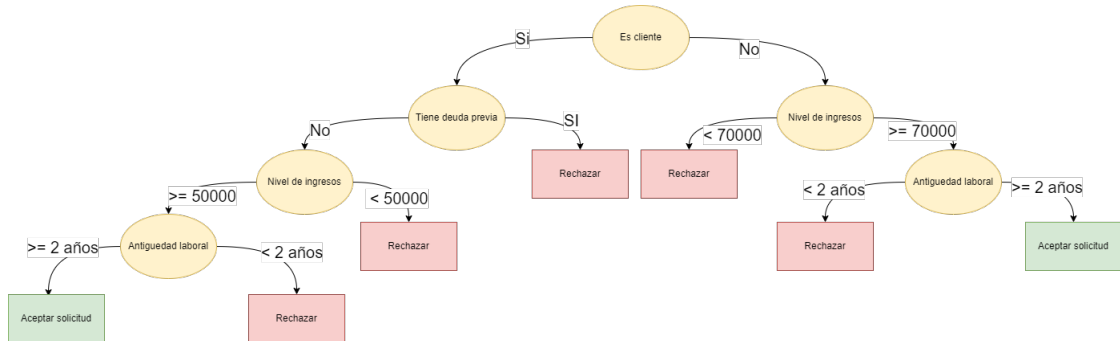 Es cliente
Si
No
Tiene deuda previa
Nivel de ingresos
No
SI
< 70000
>= 70000
Rechazar
Rechazar
Nivel de ingresos
Antiguedad laboral
>= 50000
< 50000
< 2 años
>= 2 años
Antiguedad laboral
Rechazar
Rechazar
Aceptar solicitud
>= 2 años
< 2 años
Aceptar solicitud
Rechazar